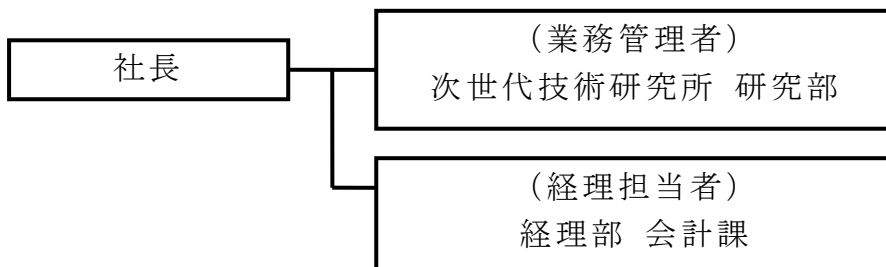 社長
（業務管理者）
次世代技術研究所 研究部
（経理担当者）
経理部 会計課